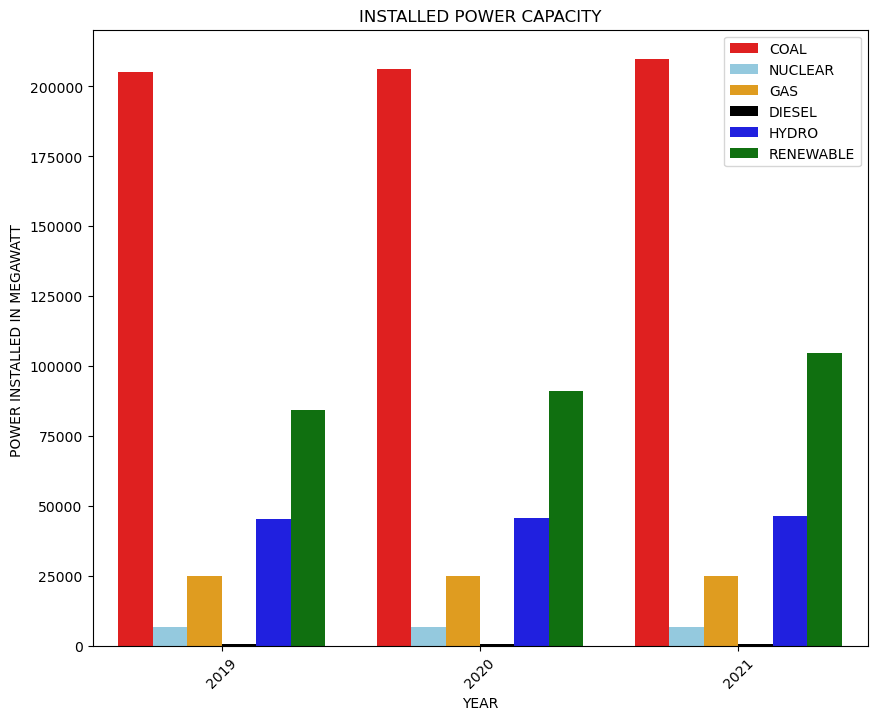 INSTALLED POWER CAPACITY
COAL
NUCLEAR
GAS
DIESEL
HYDRO
RENEWABLE
POWER INSTALLED IN MEGAWATT
200000
175000
150000
125000
100000
75000
50000
25000
0
2019
2020
2021
YEAR